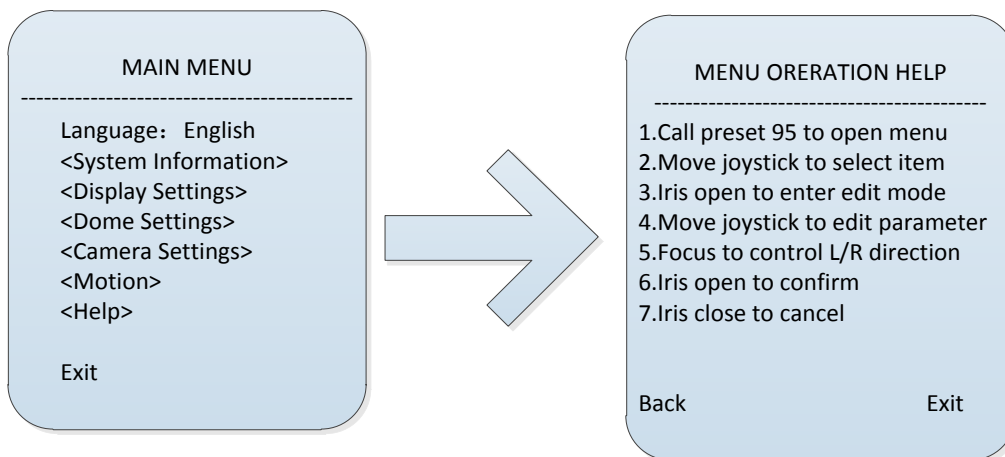 MAIN MENU
--------------------------------------------
Language： English
<System Information>
<Display Settings>
<Dome Settings>
<Camera Settings>
<Motion>
<Help>
Exit
MENU ORERATION HELP
--------------------------------------------
1.Call preset 95 to open menu
2.Move joystick to select item
3.Iris open to enter edit mode
4.Move joystick to edit parameter
5.Focus to control L/R direction
6.Iris open to confirm
7.Iris close to cancel
Back Exit